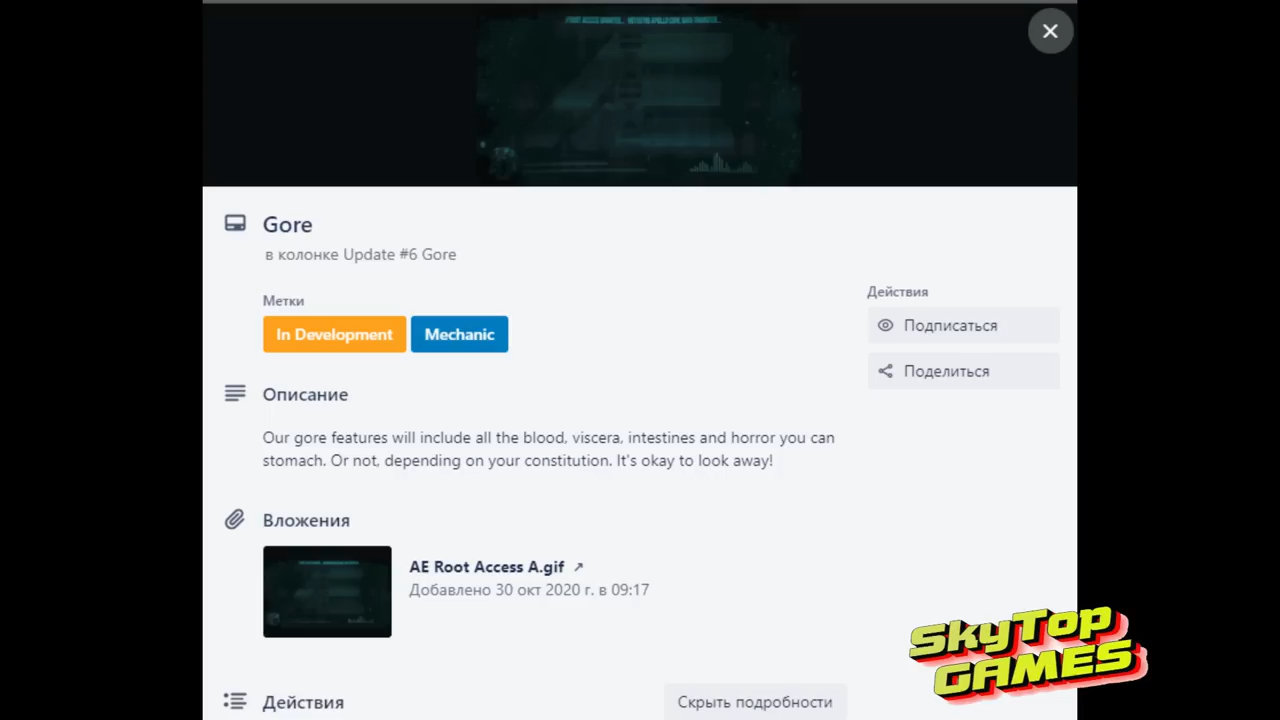 Gore
в колонке Update #6 Gore
Метки
In Development
Mechanic
Действия
Подписаться
Поделиться
Описание
Our gore features will include all the blood, viscera, intestines and horror you can
stomach. Or not, depending on your constitution. It's okay to look away!
Вложения
AE Root Access A.gif
Добавлено 30 окт 2020 г. в 09:17
SkyTop
GAMES
Действия
Скрыть подробности